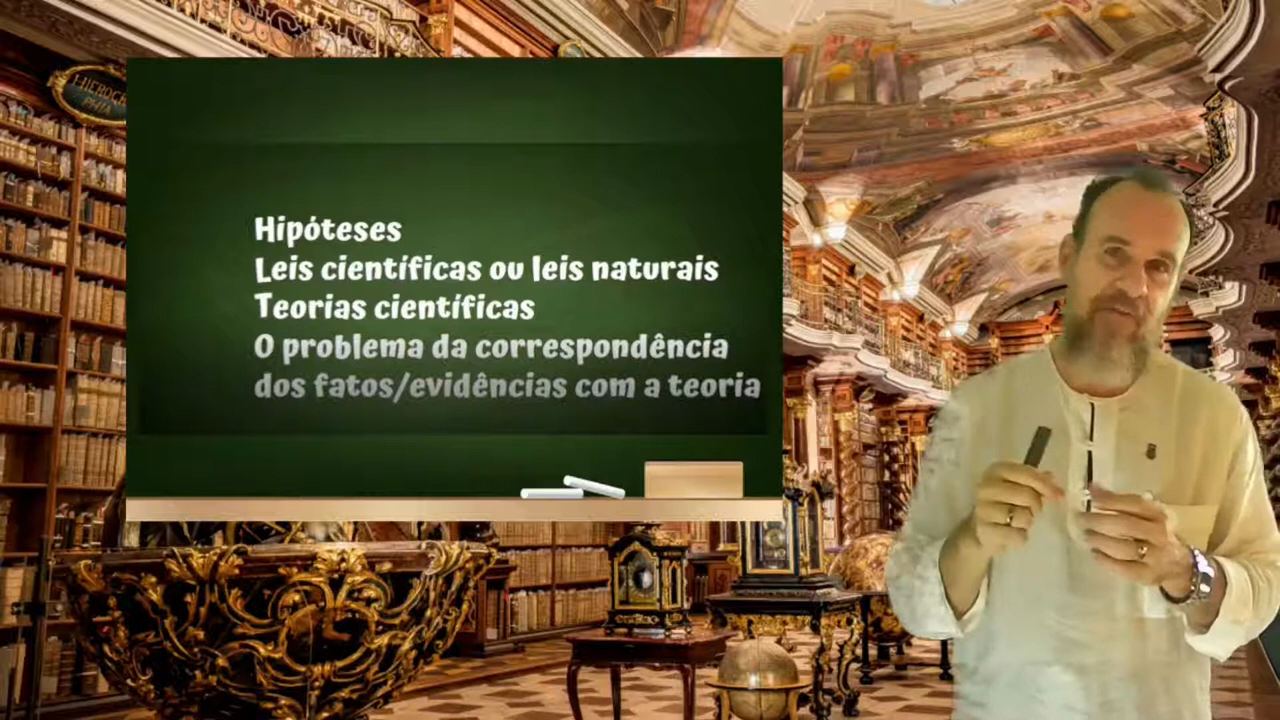 Hipóteses
Leis científicas ou leis naturais
Teorias científicas
O problema da correspondência
dos fatos/evidências com a teoria